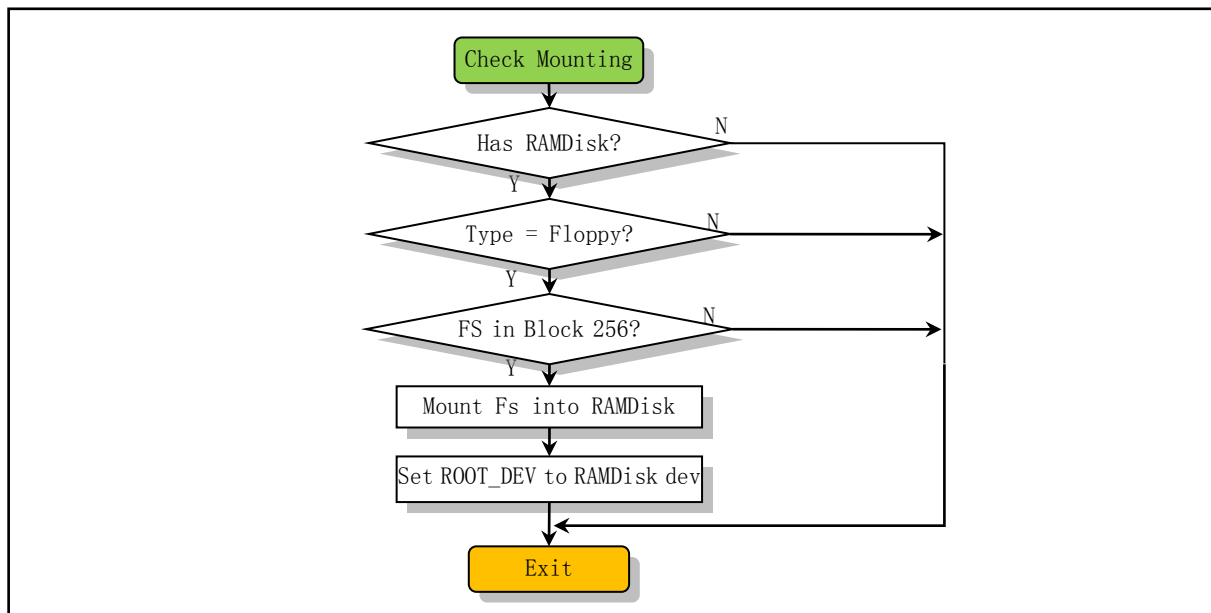 Check Mounting
Has RAMDisk?
N
Y
Type = Floppy?
N
Y
FS in Block 256?
N
Y
Mount Fs into RAMDisk
Set ROOT_DEV to RAMDisk dev
Exit